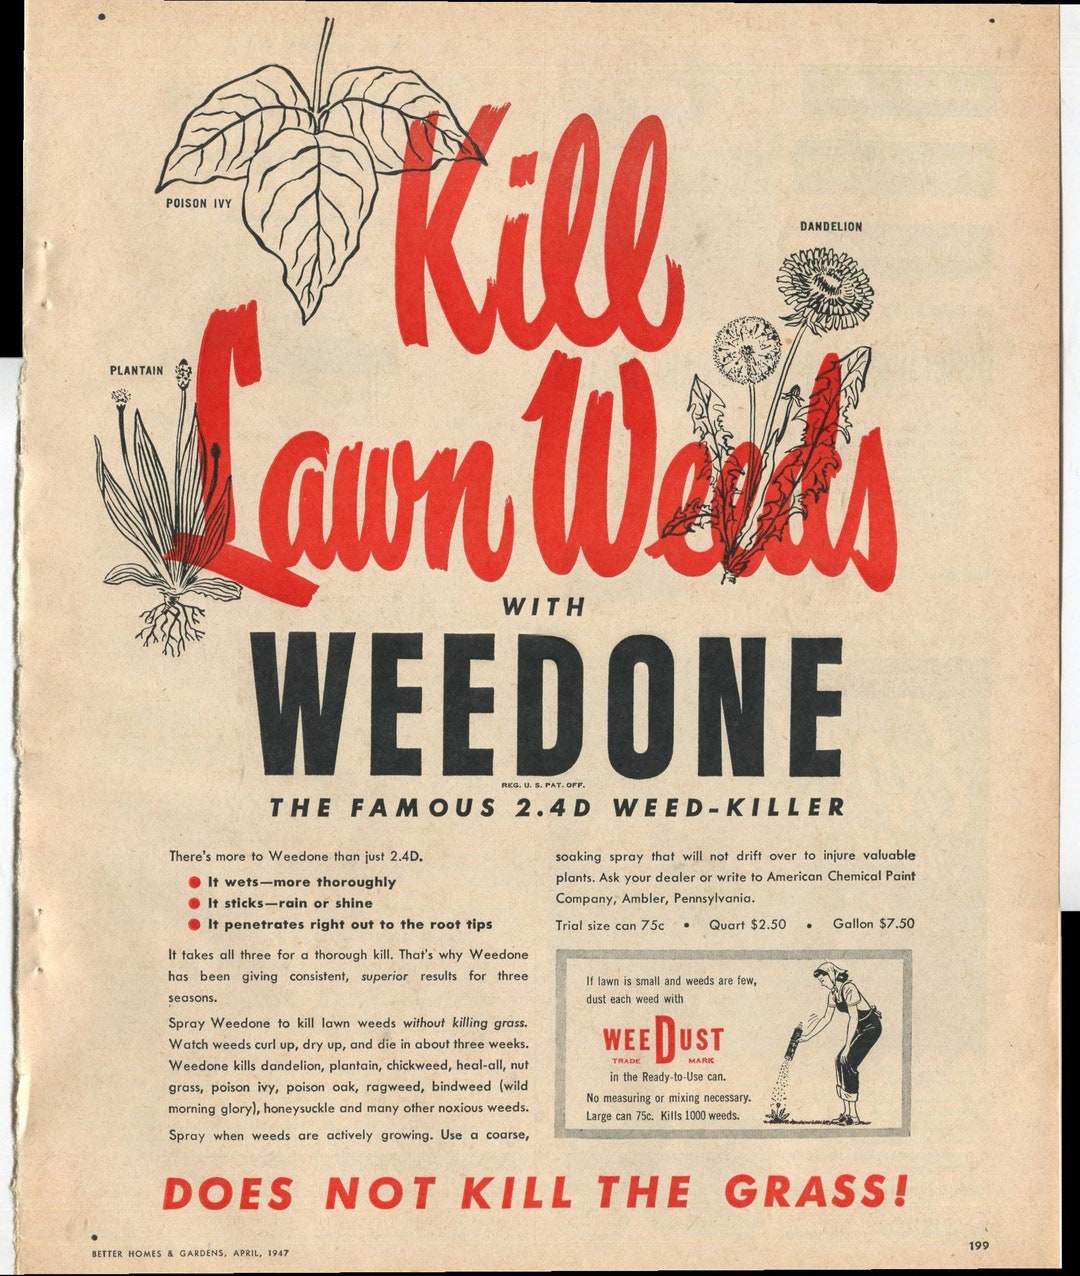 POISON IVY
Kill
DANDELION
PLANTAIN
Lawn Weeds
WITH
WEEDONE
REG. U. S. PAT. OFF.
THE FAMOUS 2.4D WEED-KILLER
There's more to Weedone than just 2.4D.
● It wets—more thoroughly
● It sticks—rain or shine
● It penetrates right out to the root tips
It takes all three for a thorough kill. That's why Weedone
has been giving consistent, superior results for three
seasons.
Spray Weedone to kill lawn weeds without killing grass.
Watch weeds curl up, dry up, and die in about three weeks.
Weedone kills dandelion, plantain, chickweed, heal-all, nut
grass, poison ivy, poison oak, ragweed, bindweed (wild
morning glory), honeysuckle and many other noxious weeds.
Spray when weeds are actively growing. Use a coarse,
soaking spray that will not drift over to injure valuable
plants. Ask your dealer or write to American Chemical Paint
Company, Ambler, Pennsylvania.
Trial size can 75c • Quart $2.50 • Gallon $7.50
If lawn is small and weeds are few,
dust each weed with
WEEDUST
TRADE MARK
in the Ready-to-Use can.
No measuring or mixing necessary.
Large can 75c. Kills 1000 weeds.
DOES NOT KILL THE GRASS!
BETTER HOMES & GARDENS, APRIL, 1947
199